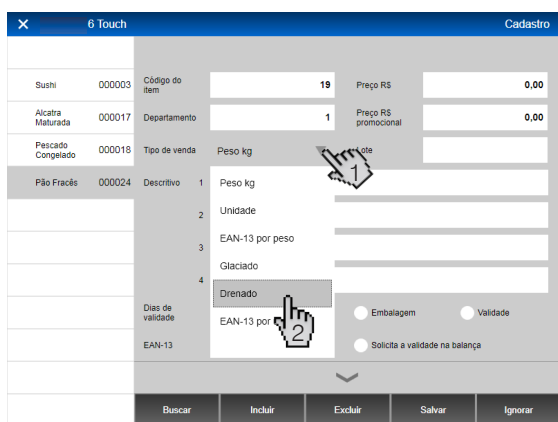 6 Touch Cadastro
Sushi 000003 Código do item 19 Preço R$ 0,00
Alcatra Maturada 000017 Departamento 1 Preço R$ promocional 0,00
Pescado Congelado 000018 Tipo de venda Peso kg Lote
1
Pão Fracês 000024 Descritivo 1 Peso kg
2 Unidade
3 EAN-13 por peso
Glaciado
4
Drenado
Dias de validade EAN-13 por Embalagem Validade
2
EAN-13 Solicita a validade na balança
Buscar Incluir Excluir Salvar Ignorar